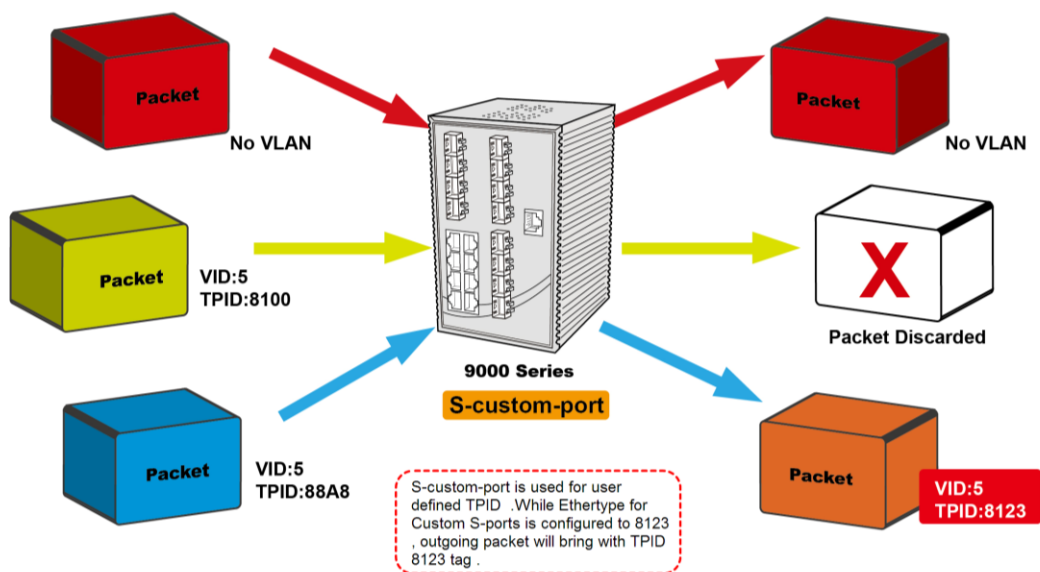 Packet
No VLAN
Packet
No VLAN
Packet
VID:5
TPID:8100
X
Packet Discarded
9000 Series
S-custom-port
Packet
VID:5
TPID:88A8
S-custom-port is used for user
defined TPID .While Ethertype for
Custom S-ports is configured to 8123
, outgoing packet will bring with TPID
8123 tag .
Packet
VID:5
TPID:8123